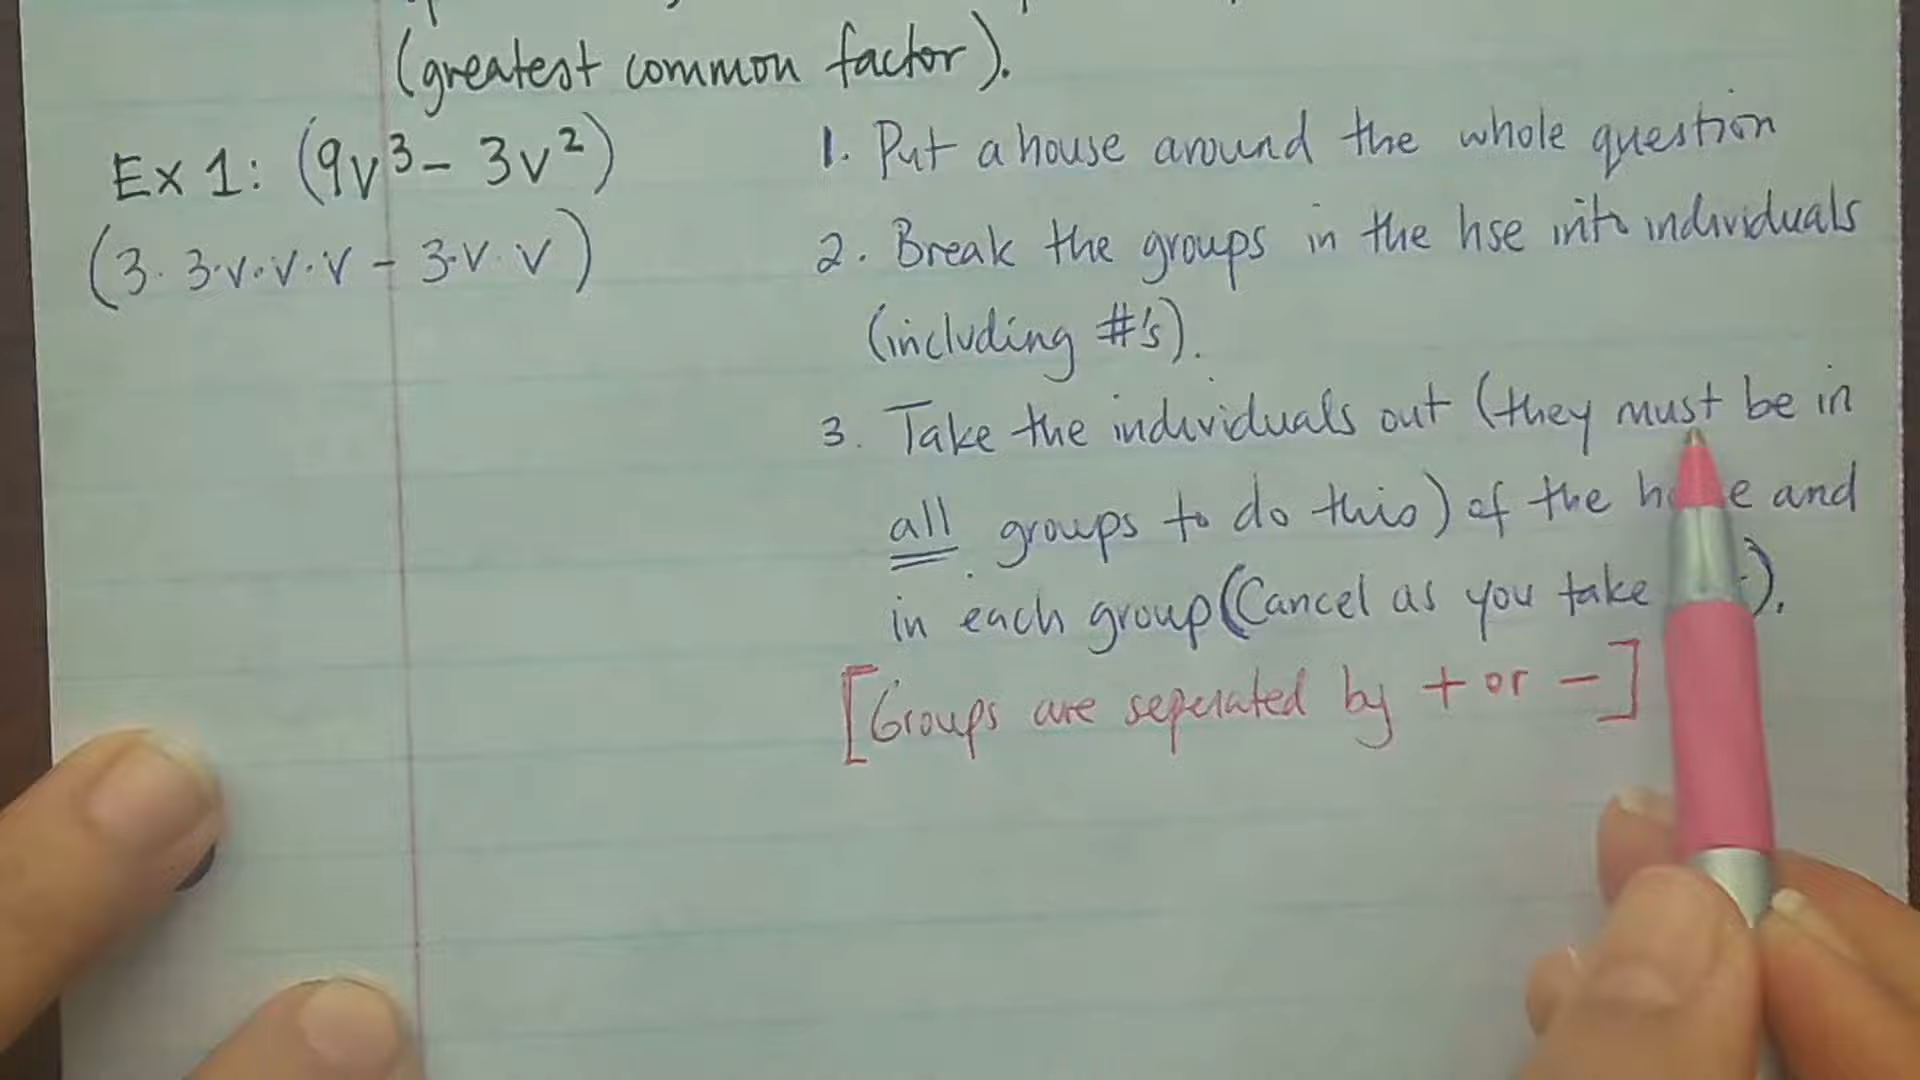 (greatest common factor).
Ex 1: (9v³ - 3v²)
(3. 3·v·v·v - 3·v·v)
1. Put a house around the whole question
2. Break the groups in the hse into individuals
(including #'s).
3. Take the individuals out (they must be in
all groups to do this) of the and
in each group (Cancel as you take ).
[Groups are seperated by + or -]